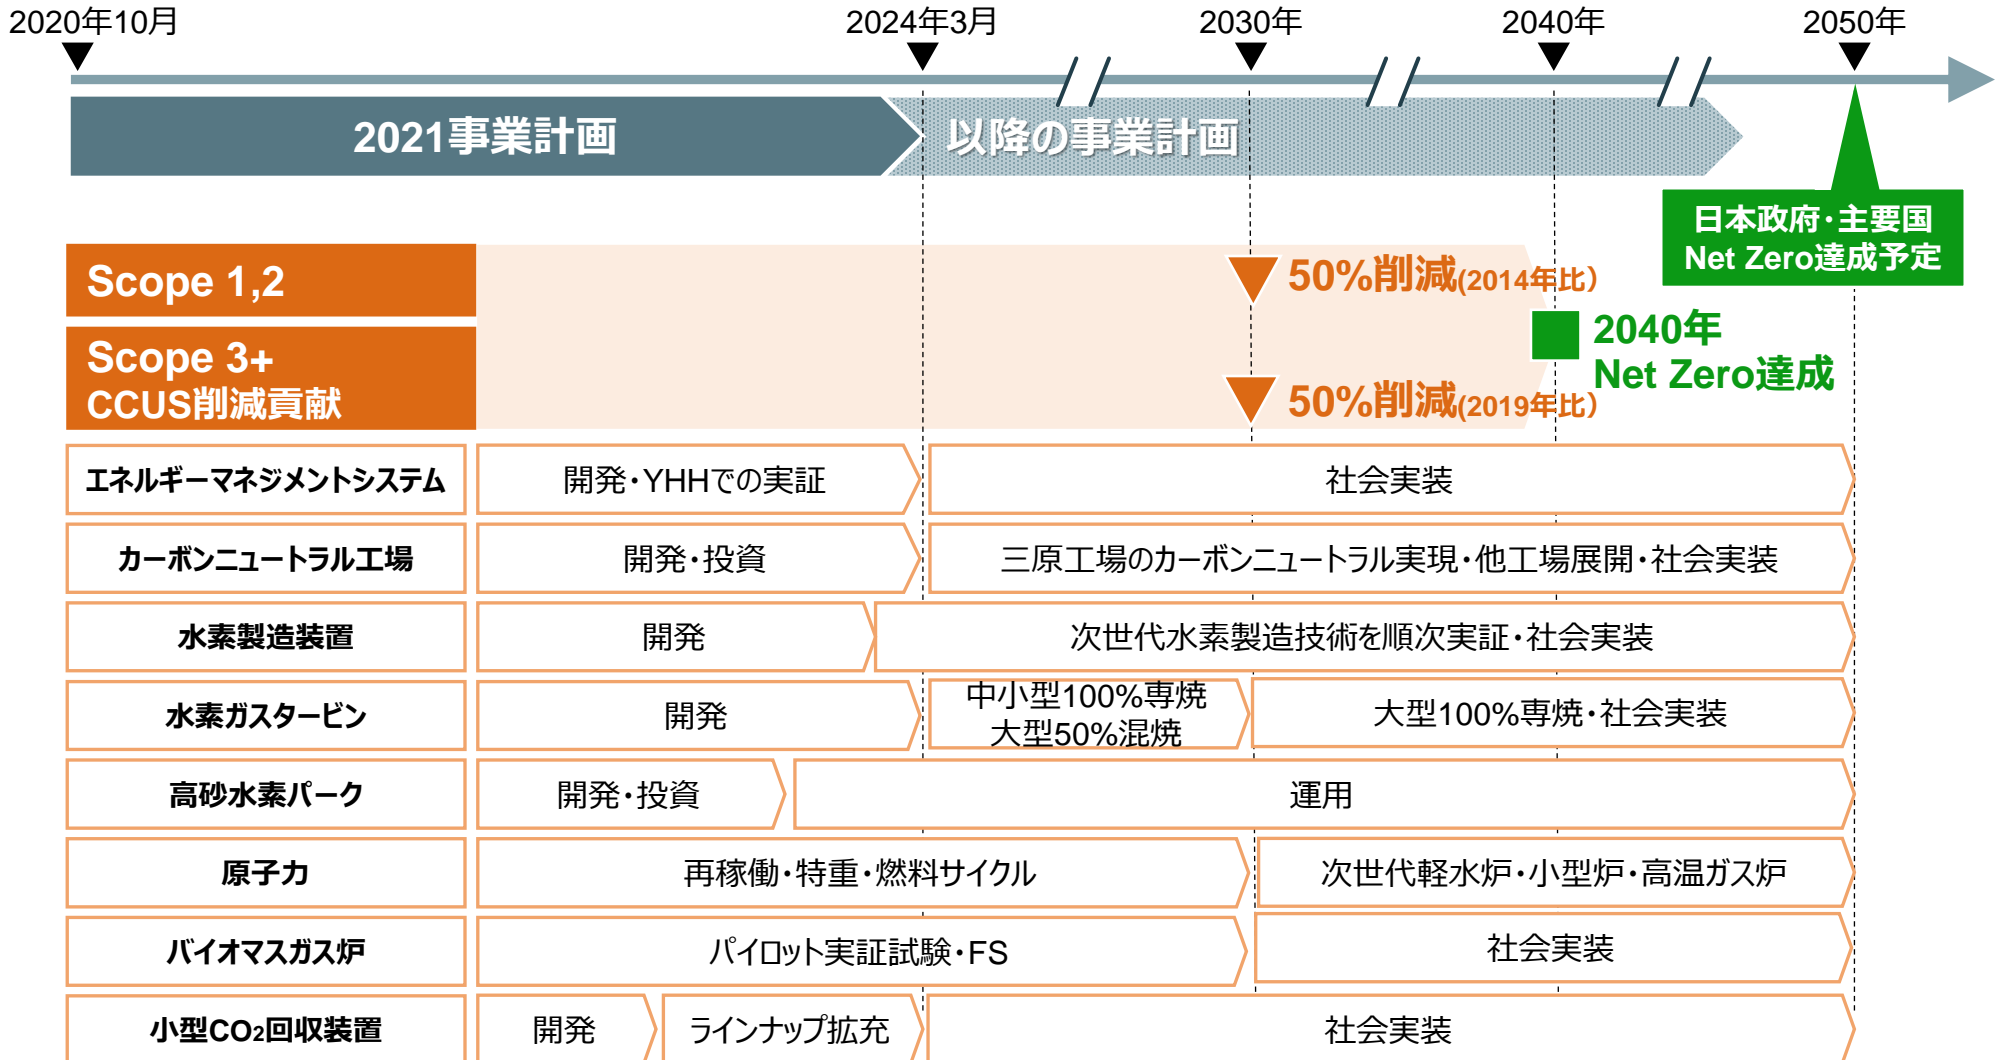 2020年10月
2024年3月
2030年
2040年
2050年
2021事業計画
以降の事業計画
日本政府・主要国
Net Zero達成予定
Scope 1,2
50%削減(2014年比)
2040年
Net Zero達成
Scope 3+
CCUS削減貢献
50%削減(2019年比)
エネルギーマネジメントシステム
開発・YHHでの実証
社会実装
カーボンニュートラル工場
開発・投資
三原工場のカーボンニュートラル実現・他工場展開・社会実装
水素製造装置
開発
次世代水素製造技術を順次実証・社会実装
水素ガスタービン
開発
中小型100%専焼
大型50%混焼
大型100%専焼・社会実装
高砂水素パーク
開発・投資
運用
原子力
再稼働・特重・燃料サイクル
次世代軽水炉・小型炉・高温ガス炉
バイオマスガス炉
パイロット実証試験・FS
社会実装
小型CO2回収装置
開発
ラインナップ拡充
社会実装